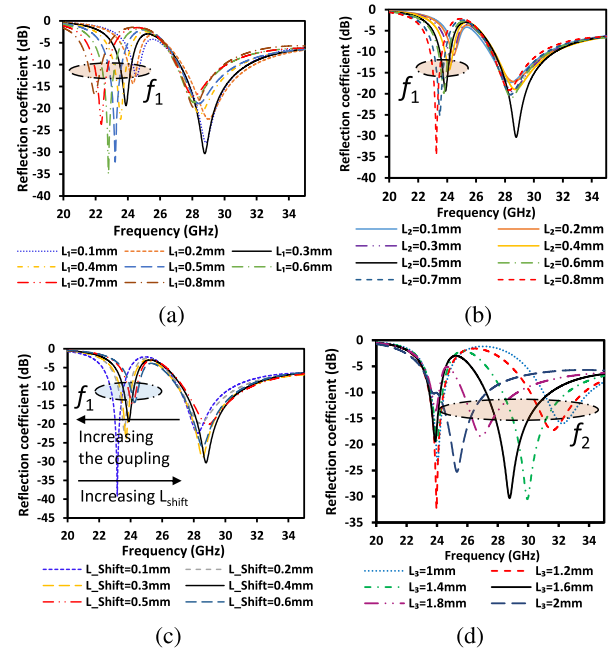 (a)
Reflection coefficient (dB)
0
-5
-10
-15
-20
-25
-30
-35
-40
f₁
20 22 24 26 28 30 32 34
Frequency (GHz)
L₁=0.1mm L₁=0.2mm L₁=0.3mm
L₁=0.4mm L₁=0.5mm L₁=0.6mm
L₁=0.7mm L₁=0.8mm
(a)
(b)
Reflection coefficient (dB)
0
-5
-10
-15
-20
-25
-30
-35
-40
f₁
20 22 24 26 28 30 32 34
Frequency (GHz)
L₂=0.1mm L₂=0.2mm
L₂=0.3mm L₂=0.4mm
L₂=0.5mm L₂=0.6mm
L₂=0.7mm L₂=0.8mm
(b)
Reflection coefficient (dB)
0
-5
-10
-15
-20
-25
-30
-35
-40
-45
f₁
Increasing
the coupling
Increasing Lshift
20 22 24 26 28 30 32 34
Frequency (GHz)
L_Shift=0.1mm L_Shift=0.2mm
L_Shift=0.3mm L_Shift=0.4mm
L_Shift=0.5mm L_Shift=0.6mm
(c)
Reflection coefficient (dB)
0
-5
-10
-15
-20
-25
-30
-35
f₂
20 22 24 26 28 30 32 34
Frequency (GHz)
L₃=1mm L₃=1.2mm
L₃=1.4mm L₃=1.6mm
L₃=1.8mm L₃=2mm
(d)